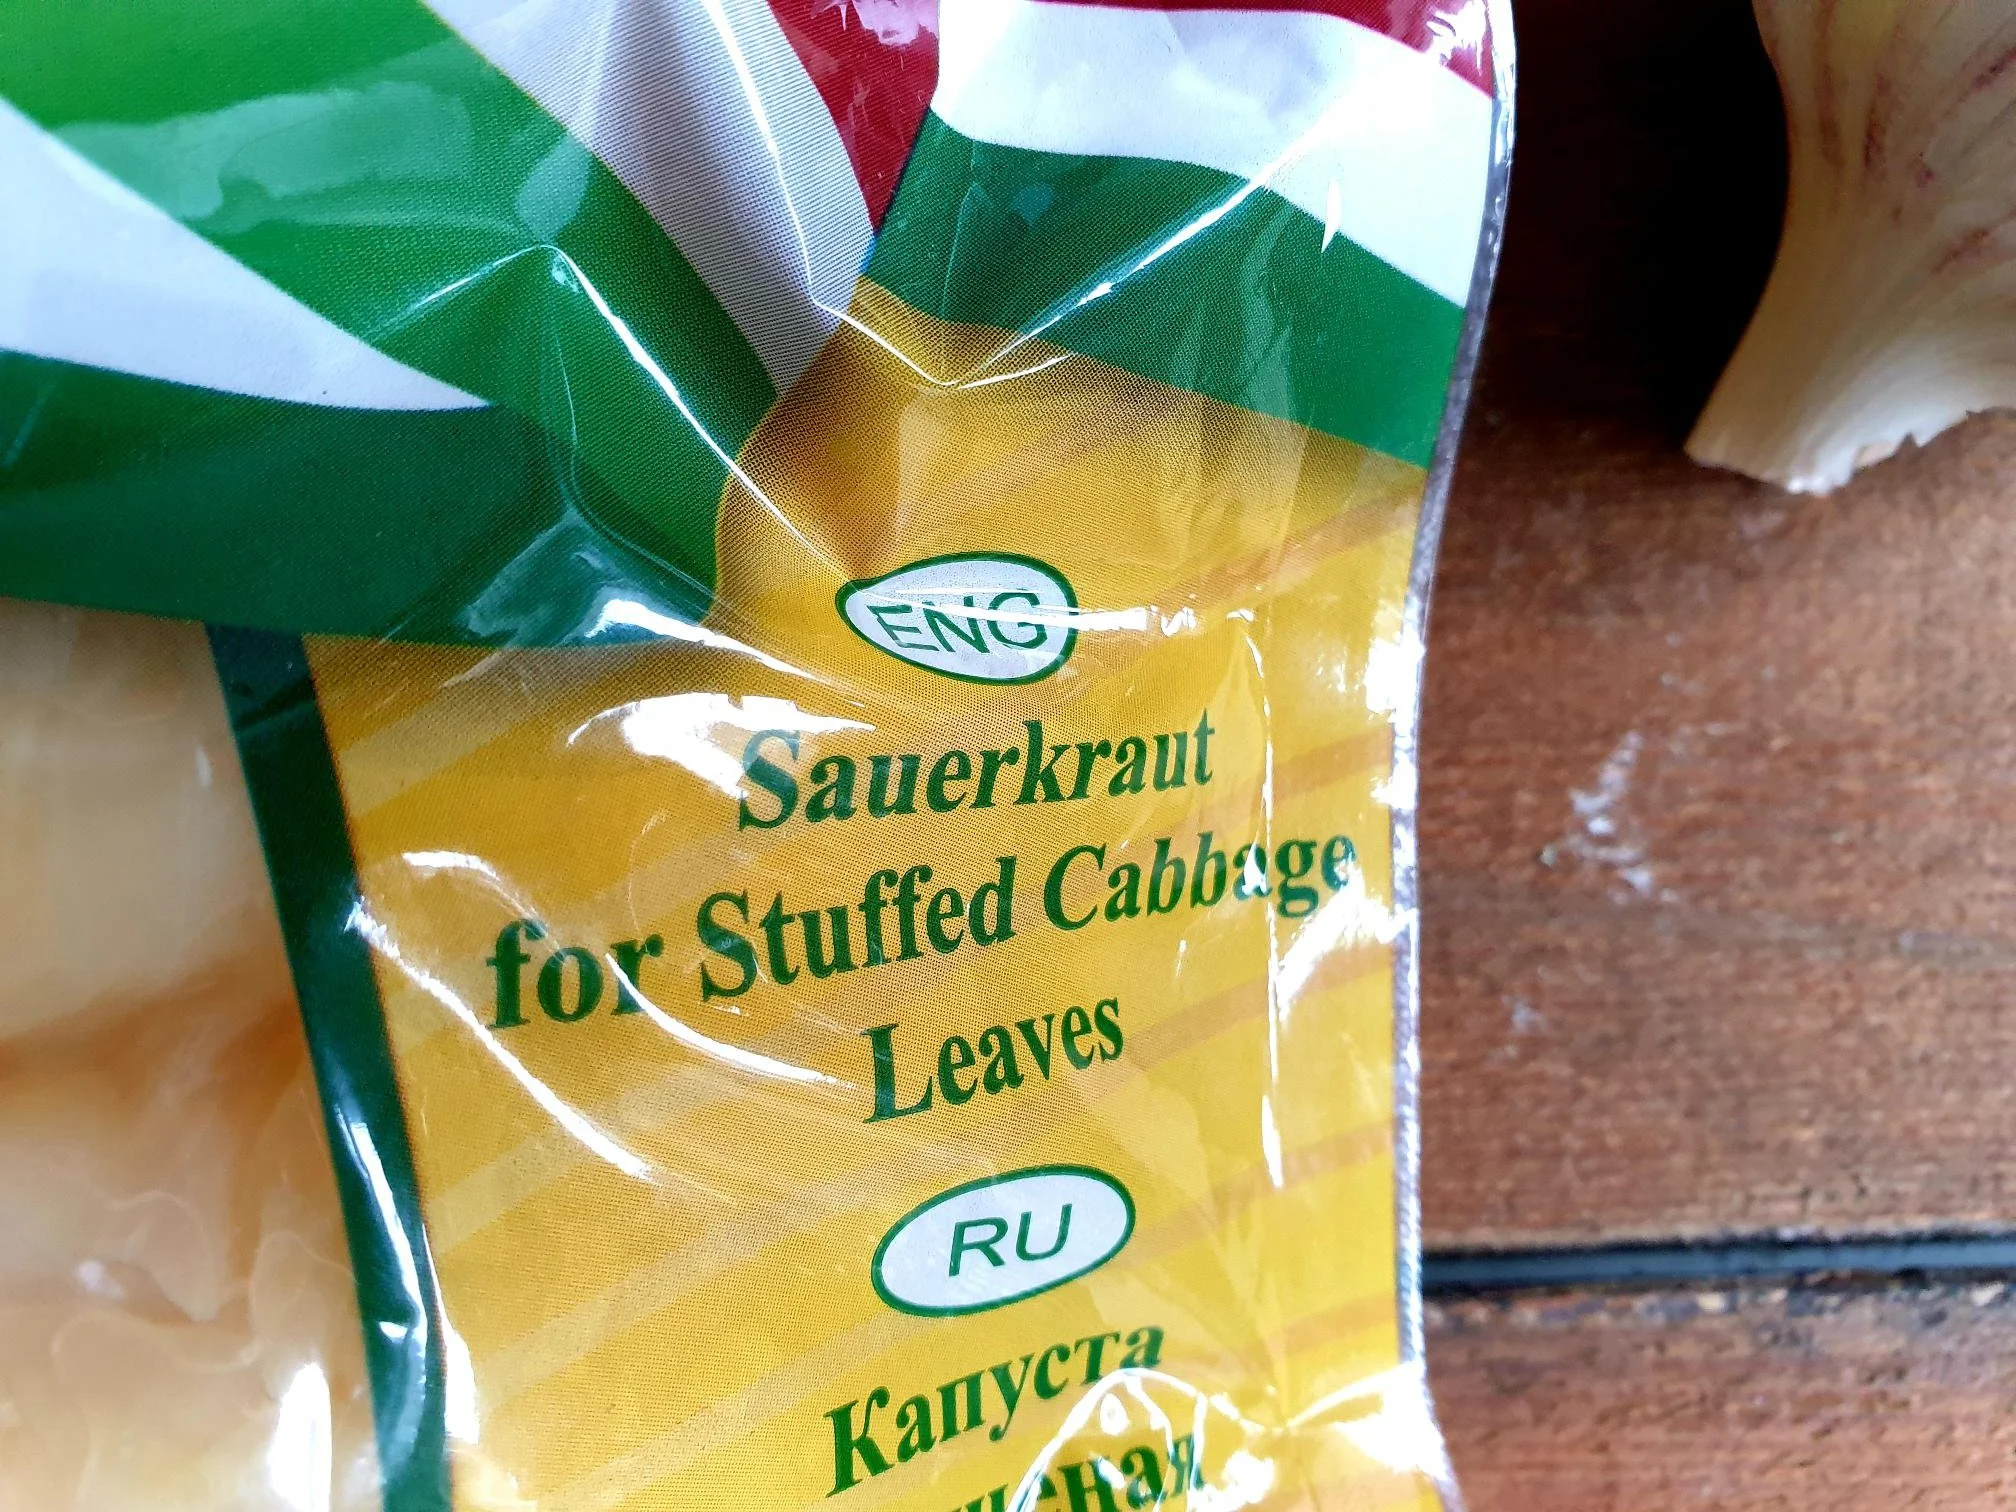 ENG
Sauerkraut
for Stuffed Cabbage
Leaves
RU
Капуста